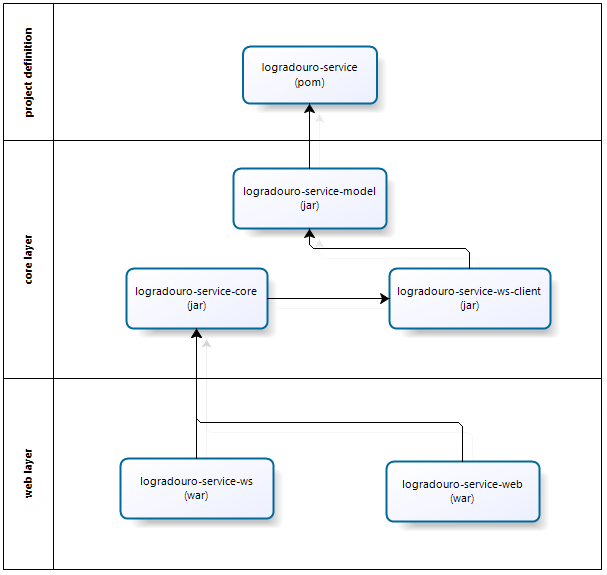 project definition
logradouro-service
(pom)
core layer
logradouro-service-model
(jar)
logradouro-service-core
(jar)
logradouro-service-ws-client
(jar)
web layer
logradouro-service-ws
(war)
logradouro-service-web
(war)